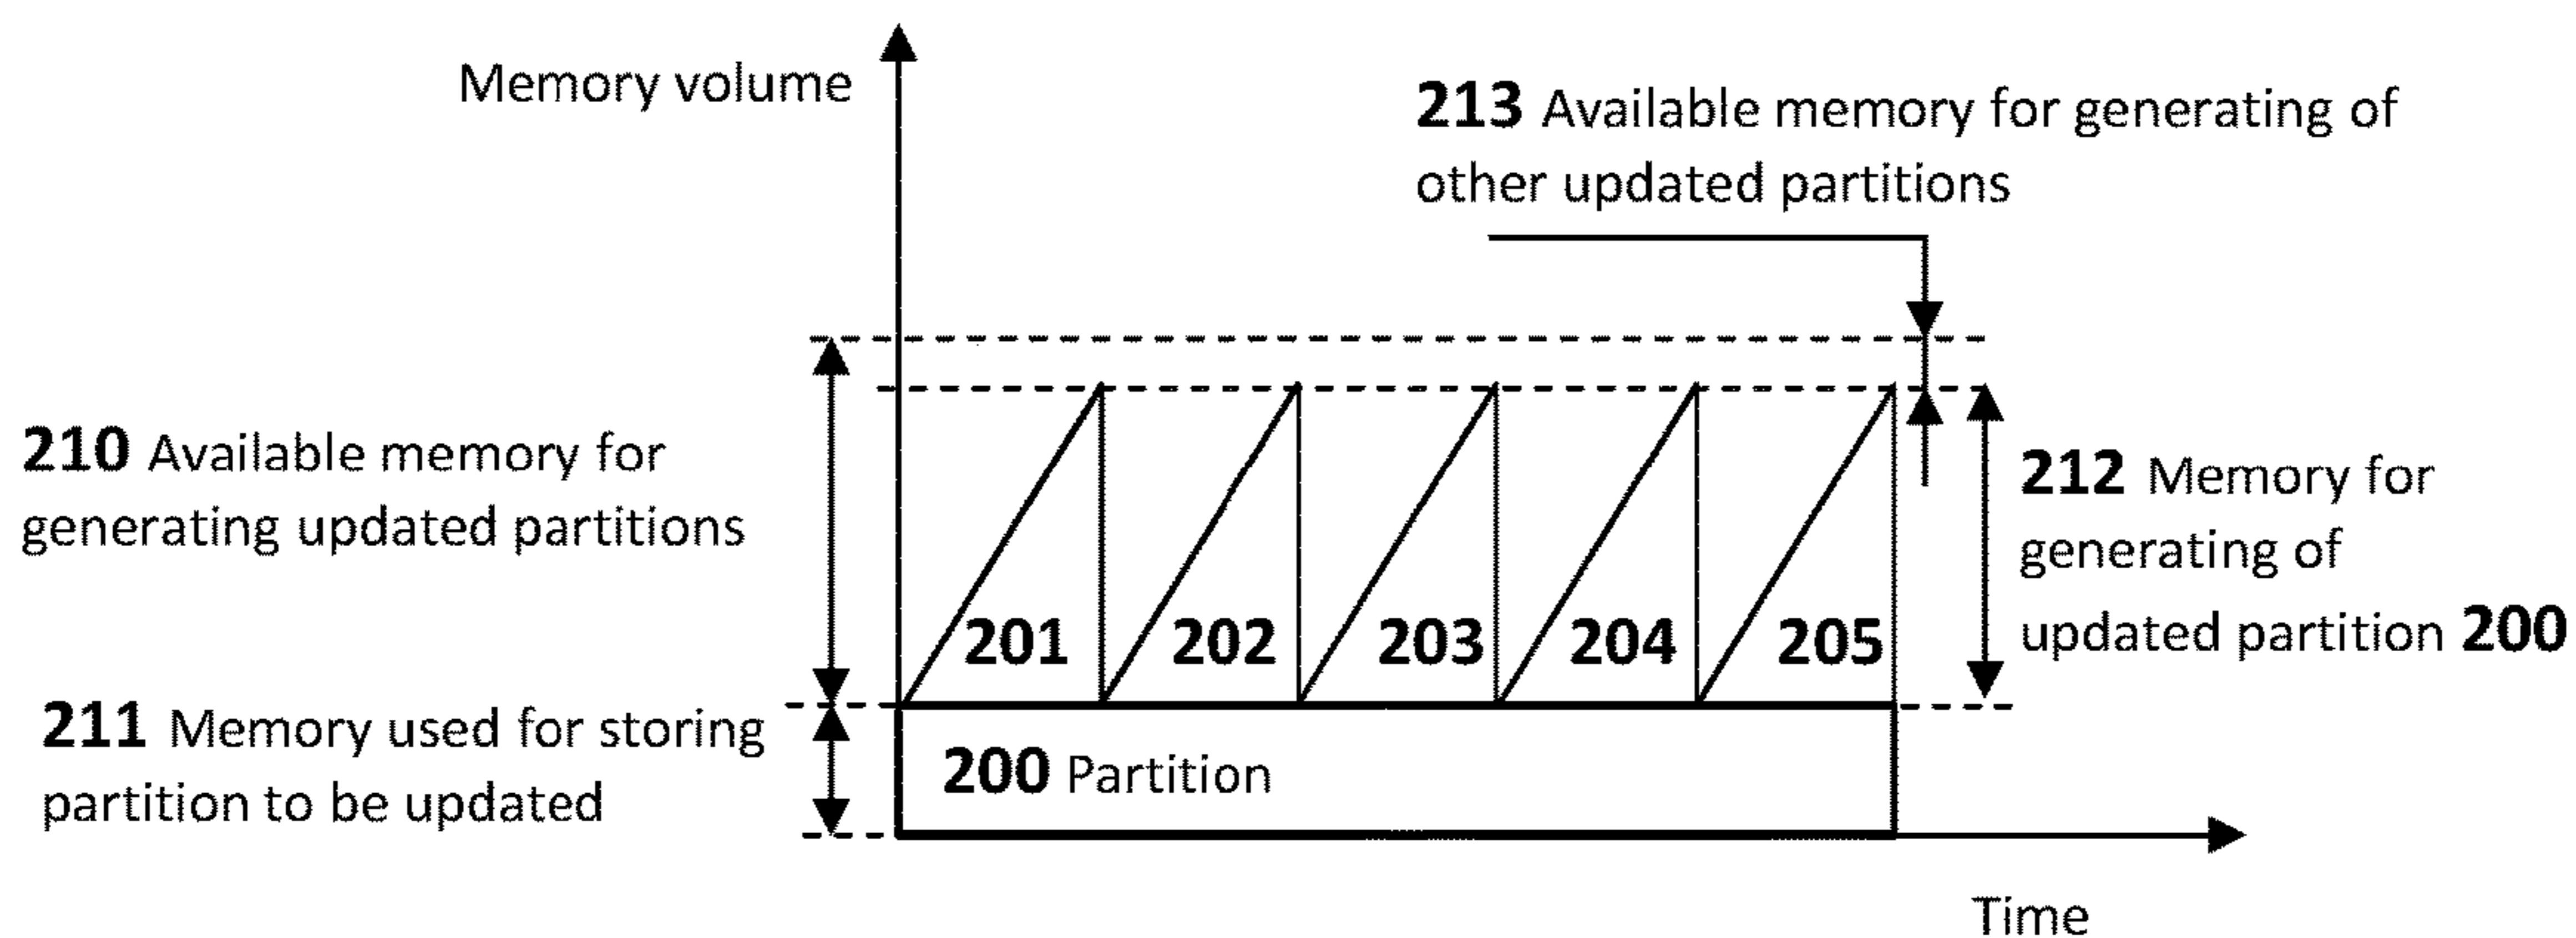 Memory volume
213 Available memory for generating of
other updated partitions
210 Available memory for
generating updated partitions
212 Memory for
generating of
updated partition 200
201 202 203 204 205
211 Memory used for storing
partition to be updated
200 Partition
Time